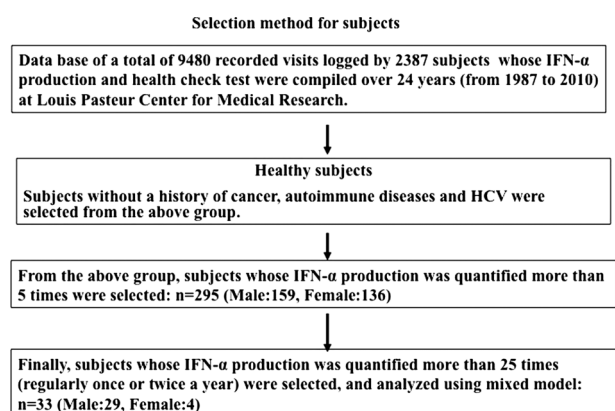 Selection method for subjects
Data base of a total of 9480 recorded visits logged by 2387 subjects whose IFN-α
production and health check test were compiled over 24 years (from 1987 to 2010)
at Louis Pasteur Center for Medical Research.
Healthy subjects
Subjects without a history of cancer, autoimmune diseases and HCV were
selected from the above group.
From the above group, subjects whose IFN-α production was quantified more than
5 times were selected: n=295 (Male:159, Female:136)
Finally, subjects whose IFN-α production was quantified more than 25 times
(regularly once or twice a year) were selected, and analyzed using mixed model:
n=33 (Male:29, Female:4)